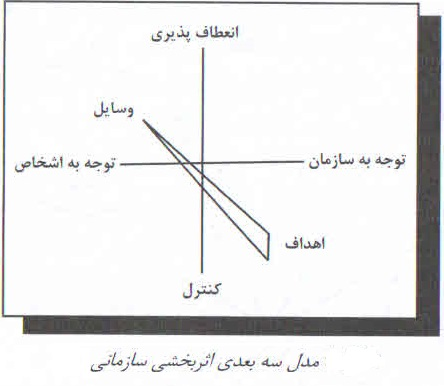 انعطاف پذیری
وسایل
توجه به سازمان
توجه به اشخاص
اهداف
کنترل
مدل سه بعدی اثربخشی سازمانی